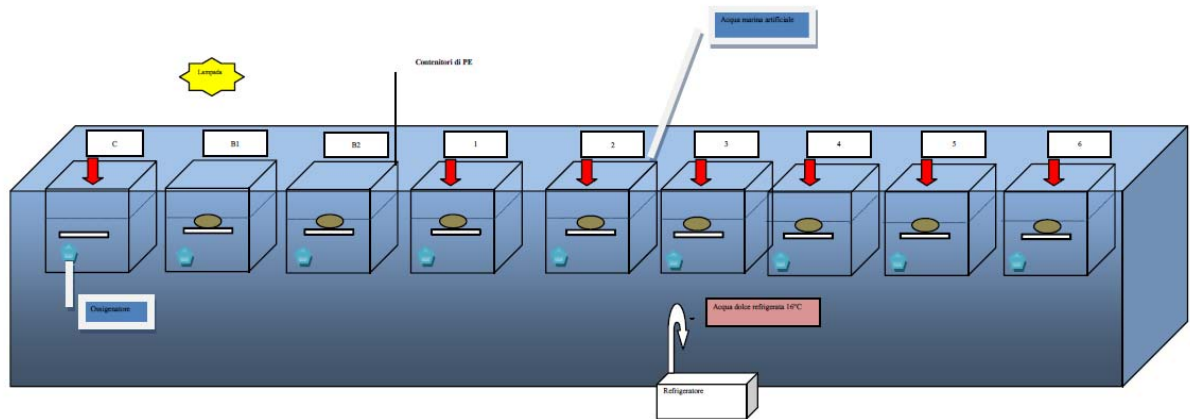 Acqua marina artificiale
Lampada
Contenitori di PE
C
B1
B2
1
2
3
4
5
6
Ossigenatore
Acqua dolce refrigerata 16°C
Refrigeratore